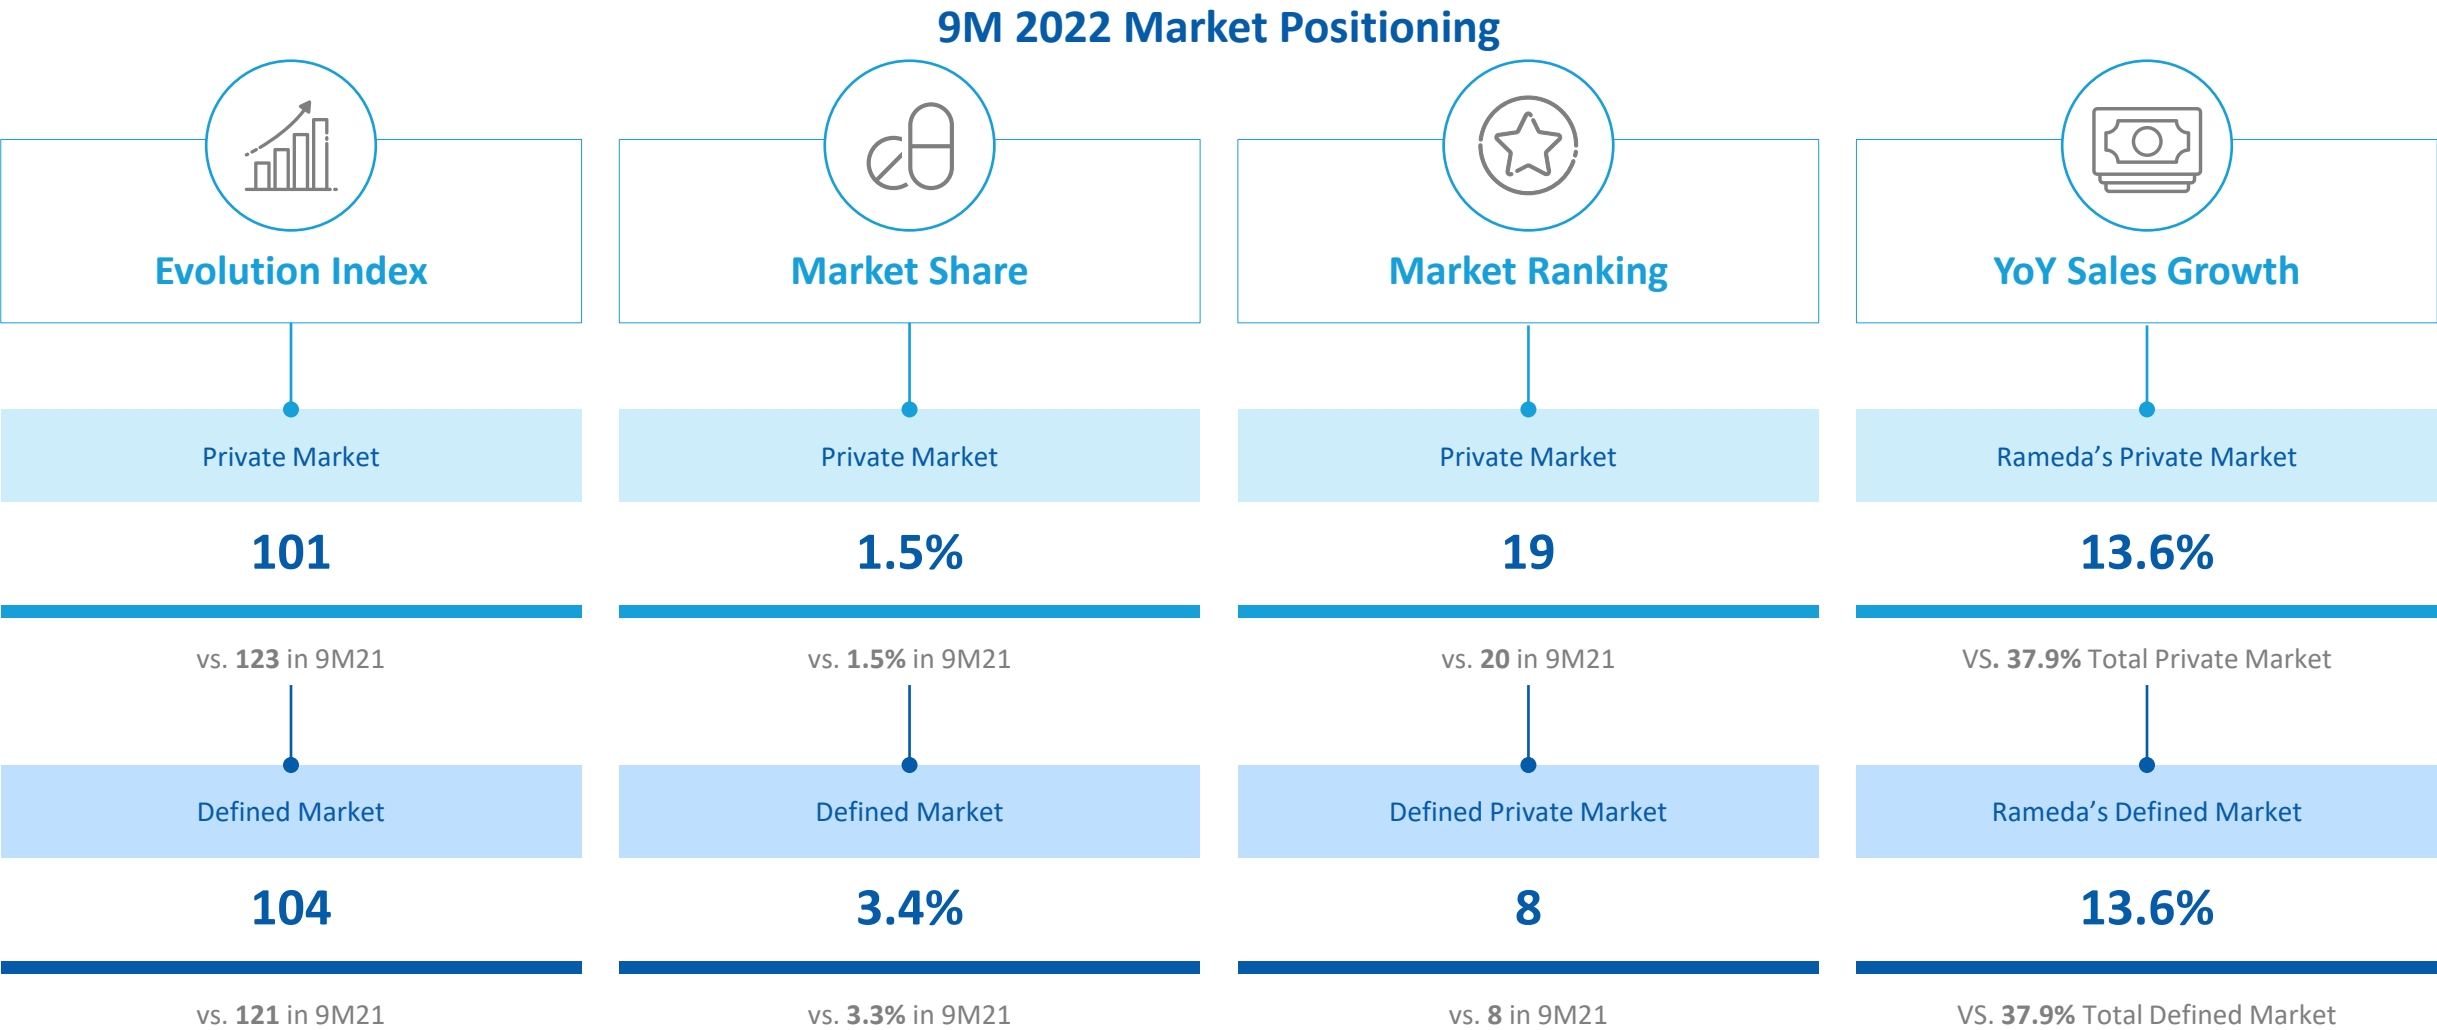 9M 2022 Market Positioning
Evolution Index
Market Share
Market Ranking
YoY Sales Growth
Private Market
Private Market
Private Market
Rameda’s Private Market
101
1.5%
19
13.6%
vs. 123 in 9M21
vs. 1.5% in 9M21
vs. 20 in 9M21
VS. 37.9% Total Private Market
Defined Market
Defined Market
Defined Private Market
Rameda’s Defined Market
104
3.4%
8
13.6%
vs. 121 in 9M21
vs. 3.3% in 9M21
vs. 8 in 9M21
VS. 37.9% Total Defined Market